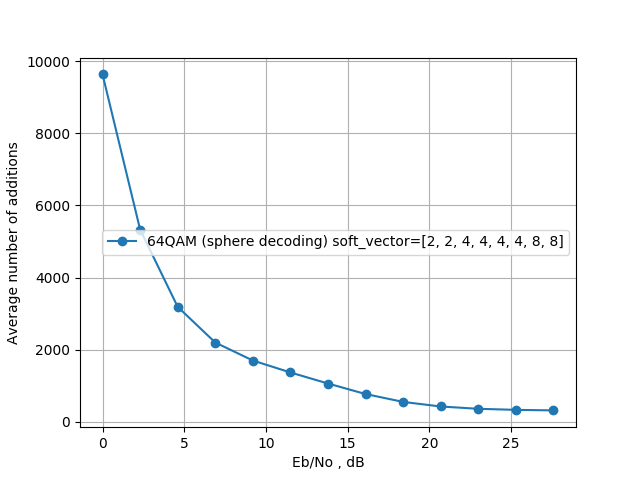 10000
8000
6000
4000
2000
0
Average number of additions
64QAM (sphere decoding) soft_vector=[2, 2, 4, 4, 4, 4, 8, 8]
0 5 10 15 20 25
Eb/No , dB